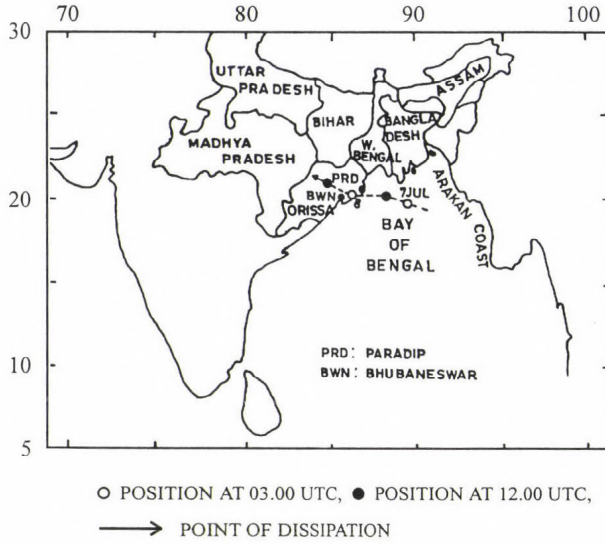 70 80 90 100
30
20
10
5
UTTAR
PRADESH
ASSAM
BIHAR
BANGLA
DESH
MADHYA
PRADESH
W.
BENGAL
PRD
BWN
ORISSA
7JUL
8
BAY
OF
BENGAL
ARAKAN COAST
PRD: PARADIP
BWN: BHUBANESWAR
O POSITION AT 03.00 UTC, ● POSITION AT 12.00 UTC,
→ POINT OF DISSIPATION